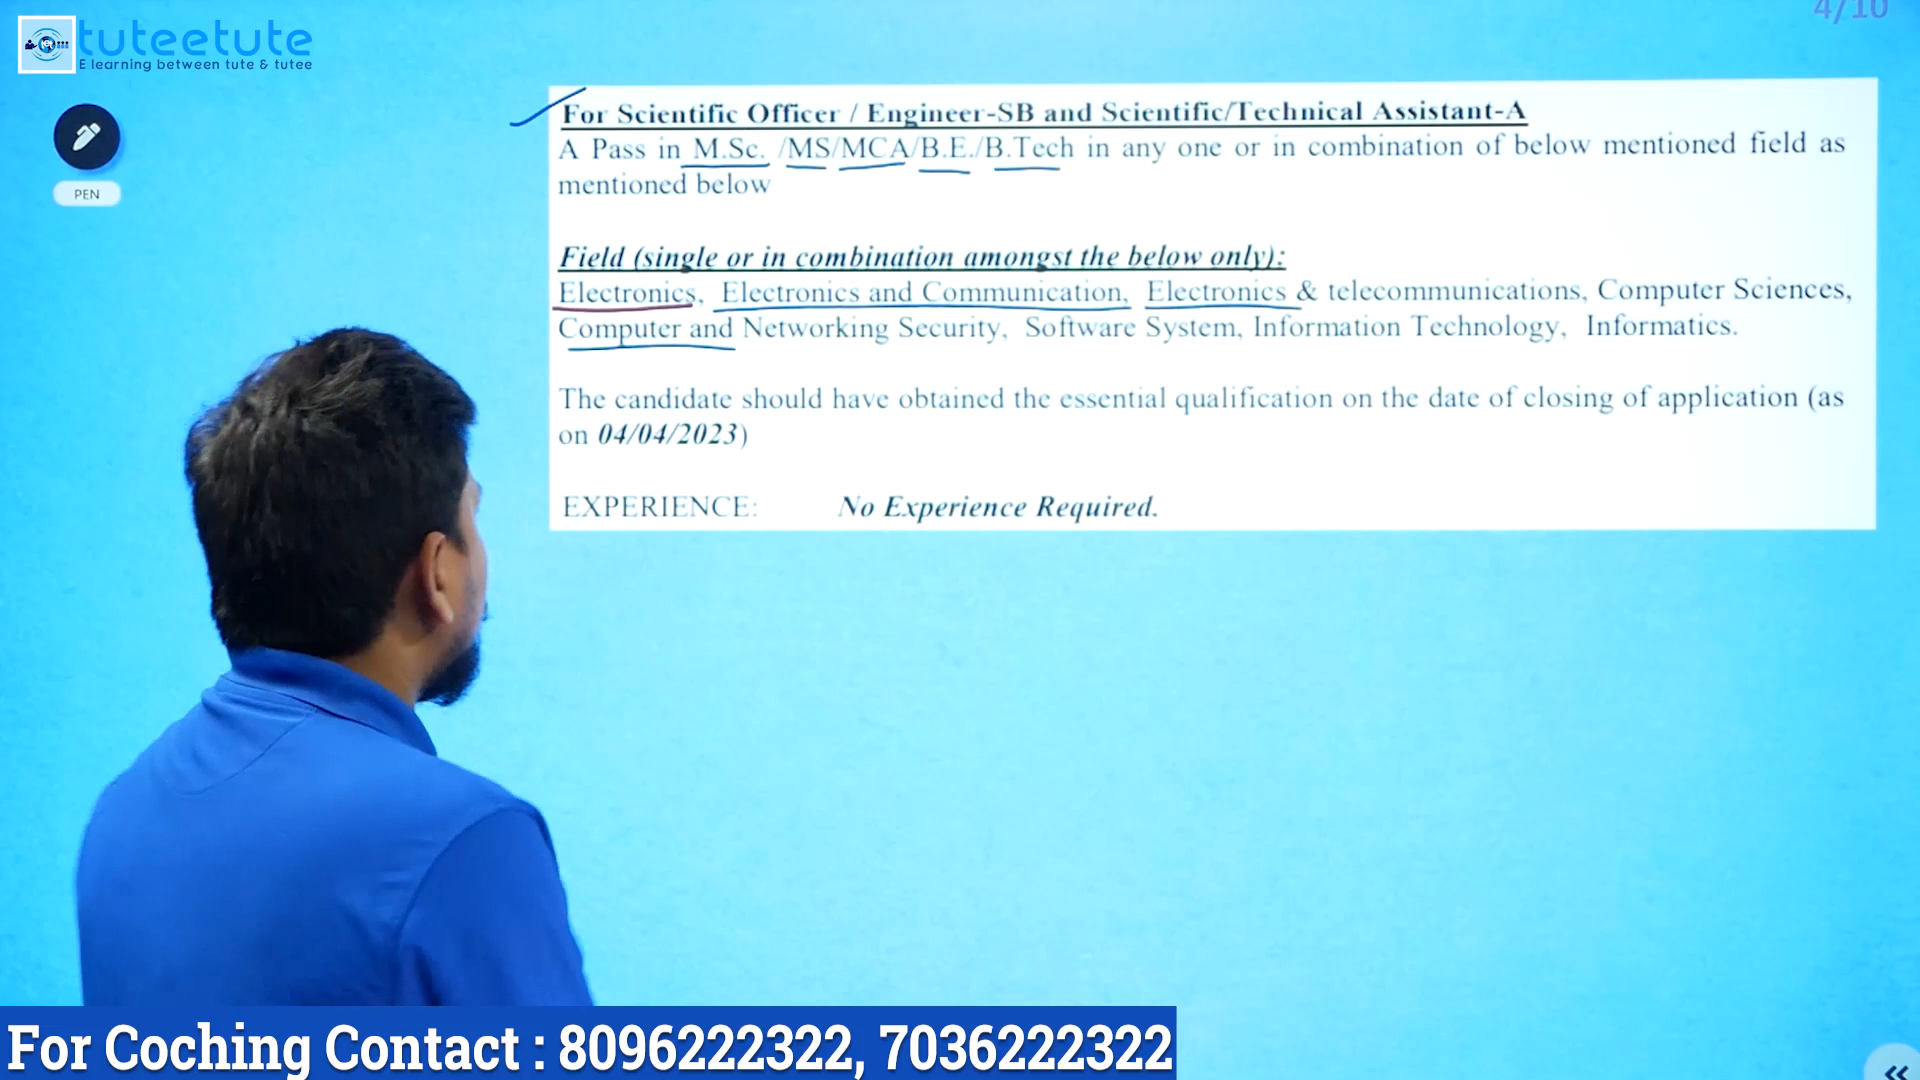 4/10
tuteetute
E learning between tute & tutee
PEN
For Scientific Officer / Engineer-SB and Scientific/Technical Assistant-A
A Pass in M.Sc. /MS/MCA/B.E./B.Tech in any one or in combination of below mentioned field as
mentioned below
Field (single or in combination amongst the below only):
Electronics, Electronics and Communication, Electronics & telecommunications, Computer Sciences,
Computer and Networking Security, Software System, Information Technology, Informatics.
The candidate should have obtained the essential qualification on the date of closing of application (as
on 04/04/2023)
EXPERIENCE: No Experience Required.
For Coching Contact : 8096222322, 7036222322